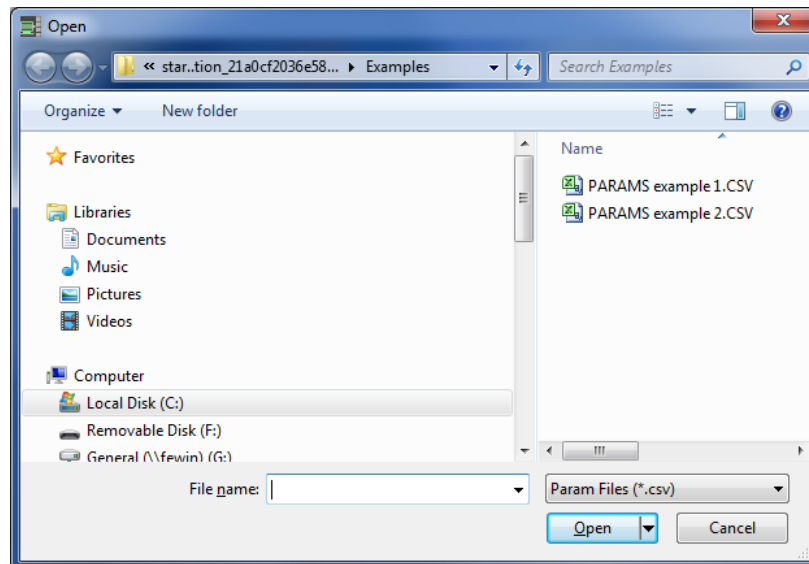 Open
« star..tion_21a0cf2036e58... ▸ Examples
Search Examples
Organize
New folder
Favorites
Libraries
Documents
Music
Pictures
Videos
Computer
Local Disk (C:)
Removable Disk (F:)
General (\\fewin) (G:)
Name
PARAMS example 1.CSV
PARAMS example 2.CSV
File name:
Param Files (*.csv)
Open
Cancel